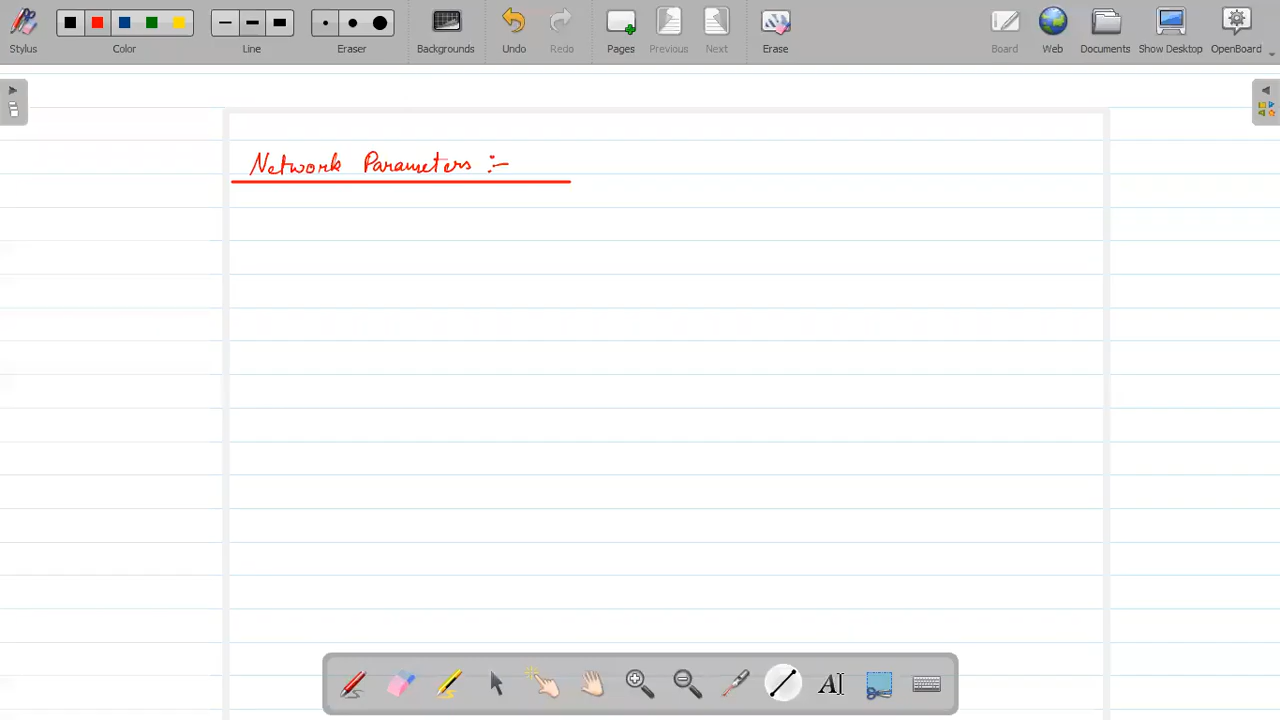 Stylus Color Line Eraser Backgrounds Undo Redo Pages Previous Next Erase Board Web Documents Show Desktop OpenBoard
Network Parameters :-
AI